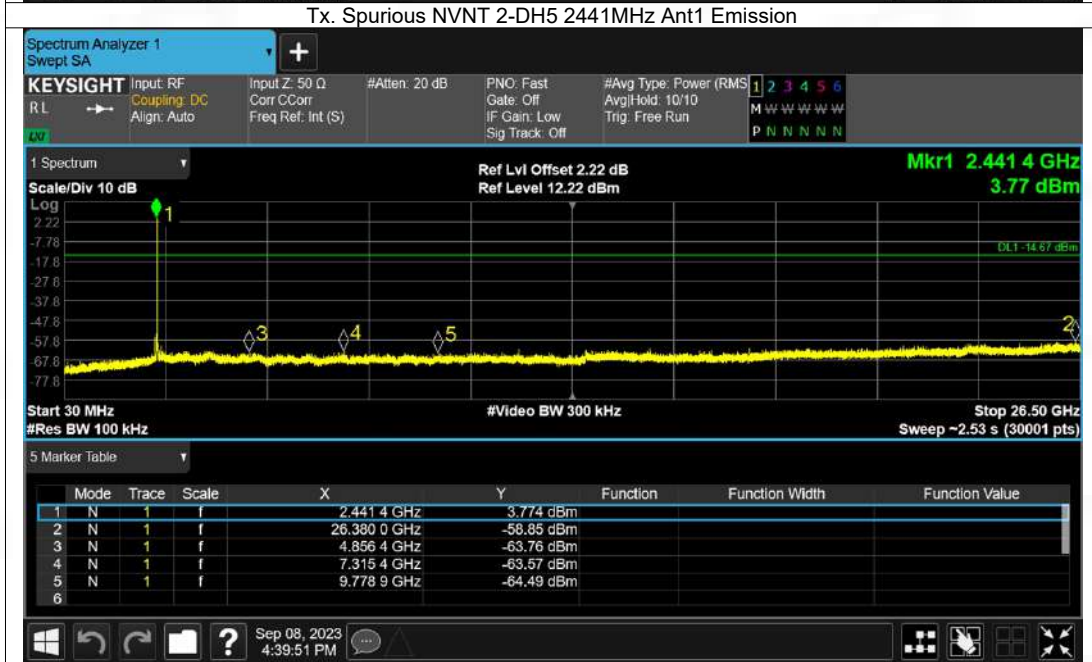 Tx. Spurious NVNT 2-DH5 2441MHz Ant1 Emission
Spectrum Analyzer 1
Swept SA
+
KEYSIGHT Input: RF Input Z: 50 Ω #Atten: 20 dB PNO: Fast #Avg Type: Power (RMS 1 2 3 4 5 6
RL Coupling: DC Corr CCorr Gate: Off Avg|Hold: 10/10 M W W W W W
Align: Auto Freq Ref: Int (S) IF Gain: Low Trig: Free Run
LXI Sig Track: Off P N N N N N
1 Spectrum Ref Lvl Offset 2.22 dB Mkr1 2.441 4 GHz
Scale/Div 10 dB Ref Level 12.22 dBm 3.77 dBm
Log
1
2.22
-7.78
DL1 -14.67 dBm
-17.8
-27.8
-37.8
-47.8
3 4 5 2
-57.8
-67.8
-77.8
Start 30 MHz #Video BW 300 kHz Stop 26.50 GHz
#Res BW 100 kHz Sweep ~2.53 s (30001 pts)
5 Marker Table
Mode Trace Scale X Y Function Function Width Function Value
1 N 1 f 2.441 4 GHz 3.774 dBm
2 N 1 f 26.380 0 GHz -58.85 dBm
3 N 1 f 4.856 4 GHz -63.76 dBm
4 N 1 f 7.315 4 GHz -63.57 dBm
5 N 1 f 9.778 9 GHz -64.49 dBm
6
? Sep 08, 2023
4:39:51 PM